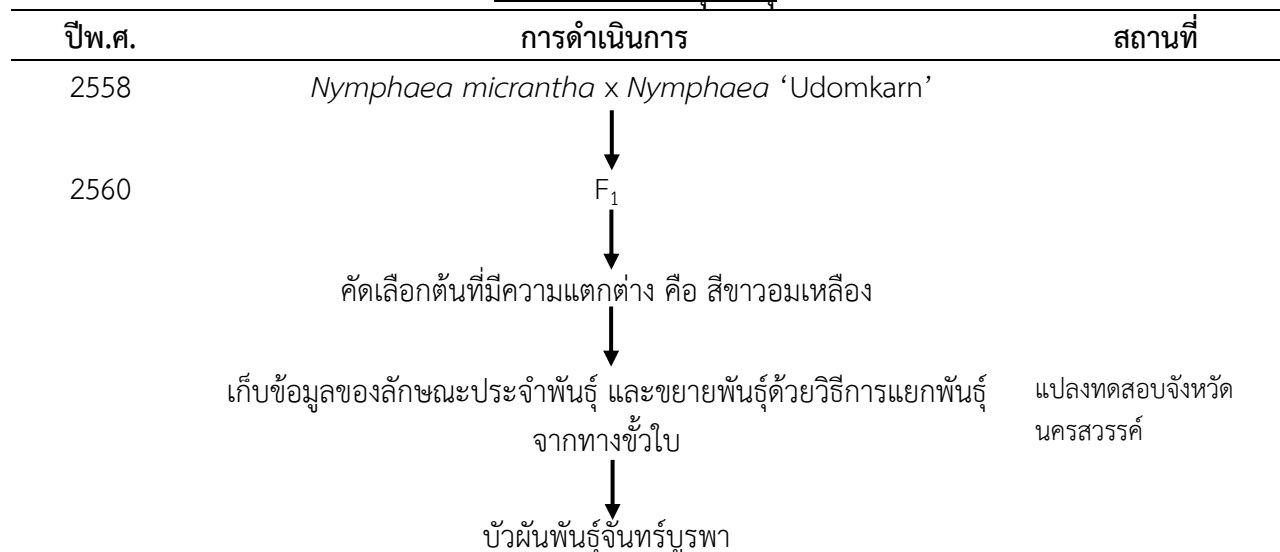 ปีพ.ศ. การดำเนินการ สถานที่
2558 Nymphaea micrantha x Nymphaea ‘Udomkarn’
2560 F₁
คัดเลือกต้นที่มีความแตกต่าง คือ สีขาวอมเหลือง
เก็บข้อมูลของลักษณะประจำพันธุ์ และขยายพันธุ์ด้วยวิธีการแยกพันธุ์ แปลงทดสอบจังหวัด
จากทางขั้วใบ นครสวรรค์
บัวผันพันธุ์จันทร์บูรพา